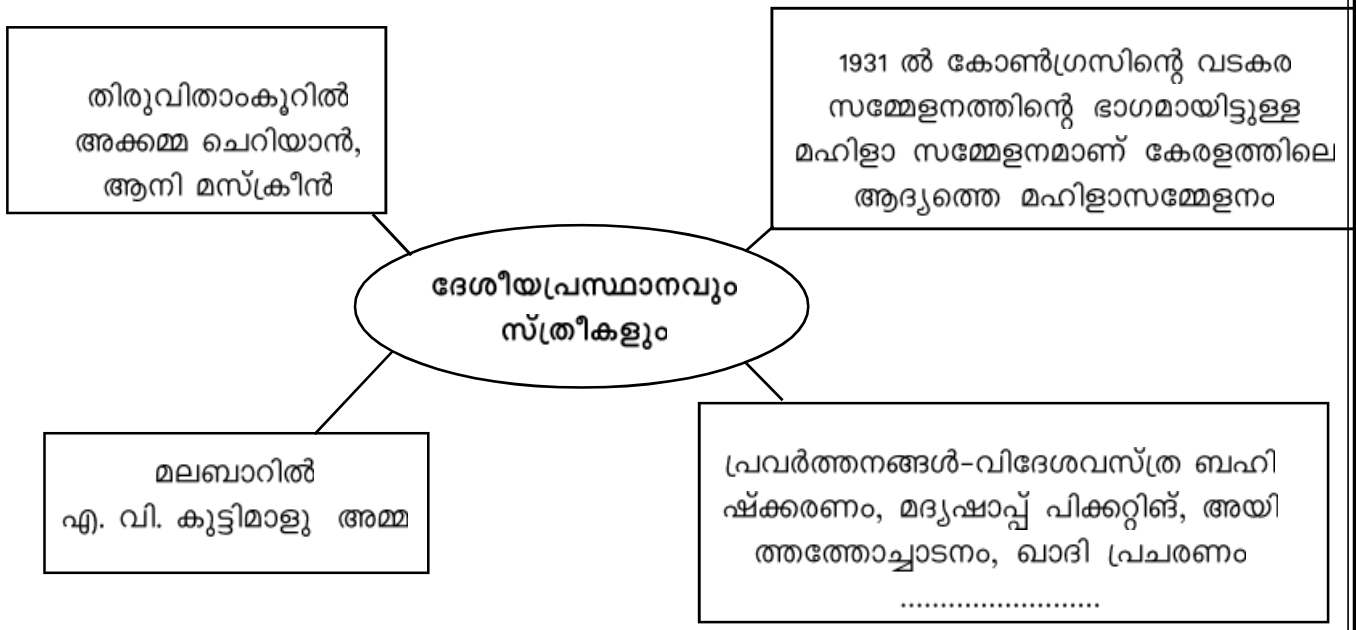 തിരുവിതാംകൂറിൽ
അക്കമ്മ ചെറിയാൻ,
ആനി മസ്ക്രീൻ
1931 ൽ കോൺഗ്രസിന്റെ വടകര
സമ്മേളനത്തിന്റെ ഭാഗമായിട്ടുള്ള
മഹിളാ സമ്മേളനമാണ് കേരളത്തിലെ
ആദ്യത്തെ മഹിളാസമ്മേളനം
ദേശീയപ്രസ്ഥാനവും
സ്ത്രീകളും
മലബാറിൽ
എ. വി. കുട്ടിമാളു അമ്മ
പ്രവർത്തനങ്ങൾ-വിദേശവസ്ത്ര ബഹി
ഷ്ക്കരണം, മദ്യഷാപ്പ് പിക്കറ്റിങ്, അയി
ത്തത്തോച്ചാടനം, ഖാദി പ്രചരണം
.........................